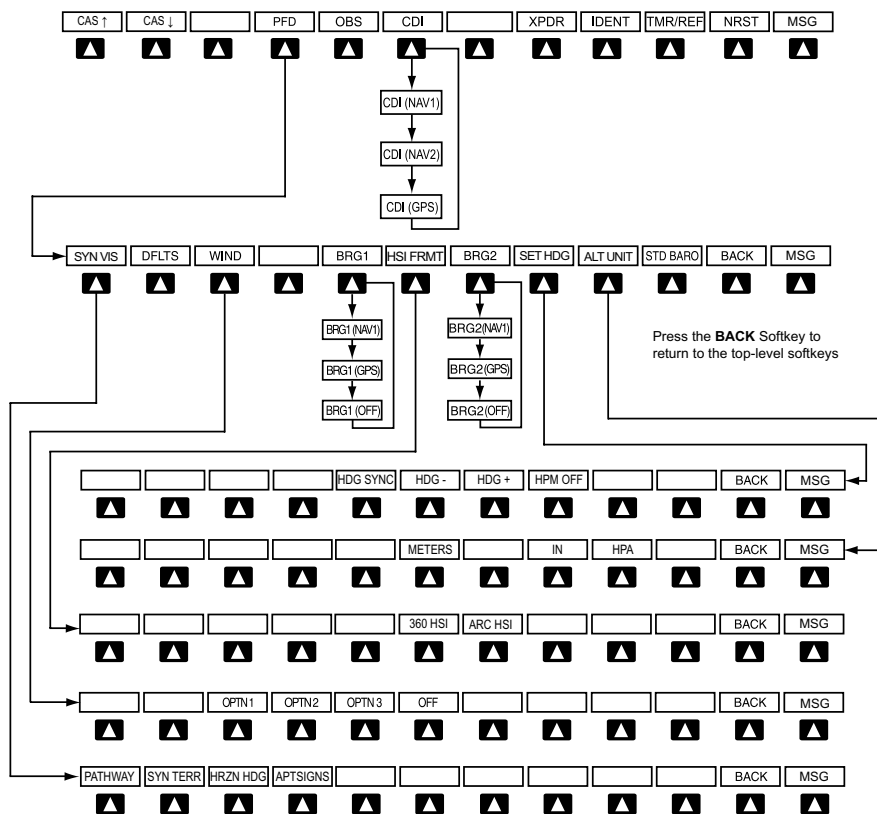 CAS ↑ CAS ↓ PFD OBS CDI XPDR IDENT TMR/REF NRST MSG
CDI (NAV1)
CDI (NAV2)
CDI (GPS)
SYN VIS DFLTS WIND BRG1 HSI FRMT BRG2 SET HDG ALT UNIT STD BARO BACK MSG
BRG1 (NAV1) BRG2 (NAV1)
BRG1 (GPS) BRG2 (GPS)
BRG1 (OFF) BRG2 (OFF)
Press the BACK Softkey to
return to the top-level softkeys
HDG SYNC HDG - HDG + HPM OFF BACK MSG
METERS IN HPA BACK MSG
360 HSI ARC HSI BACK MSG
OPTN 1 OPTN 2 OPTN 3 OFF BACK MSG
PATHWAY SYN TERR HRZN HDG APTSIGNS BACK MSG